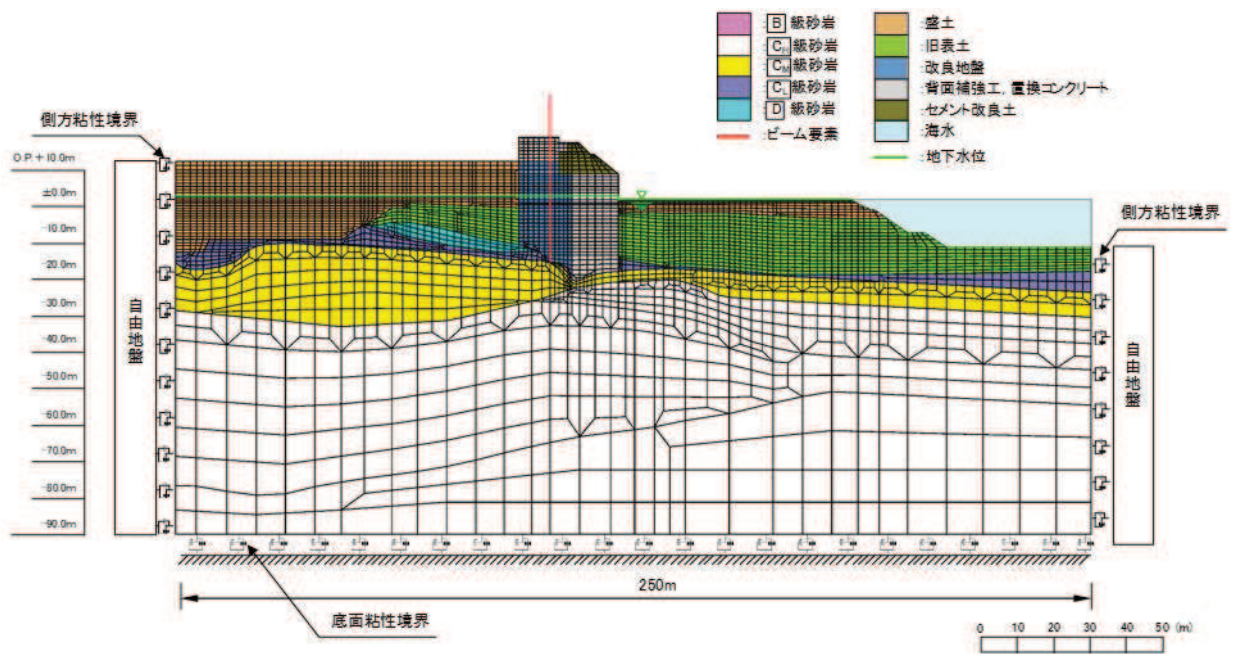 :B 級砂岩
:CH 級砂岩
:CM 級砂岩
:CL 級砂岩
:D 級砂岩
:ビーム要素
:盛土
:旧表土
:改良地盤
:背面補強工, 置換コンクリート
:セメント改良土
:海水
:地下水位
側方粘性境界
O.P.+10.0m
±0.0m
-10.0m
-20.0m
-30.0m
-40.0m
-50.0m
-60.0m
-70.0m
-80.0m
-90.0m
自由地盤
側方粘性境界
自由地盤
250m
底面粘性境界
0 10 20 30 40 50 (m)